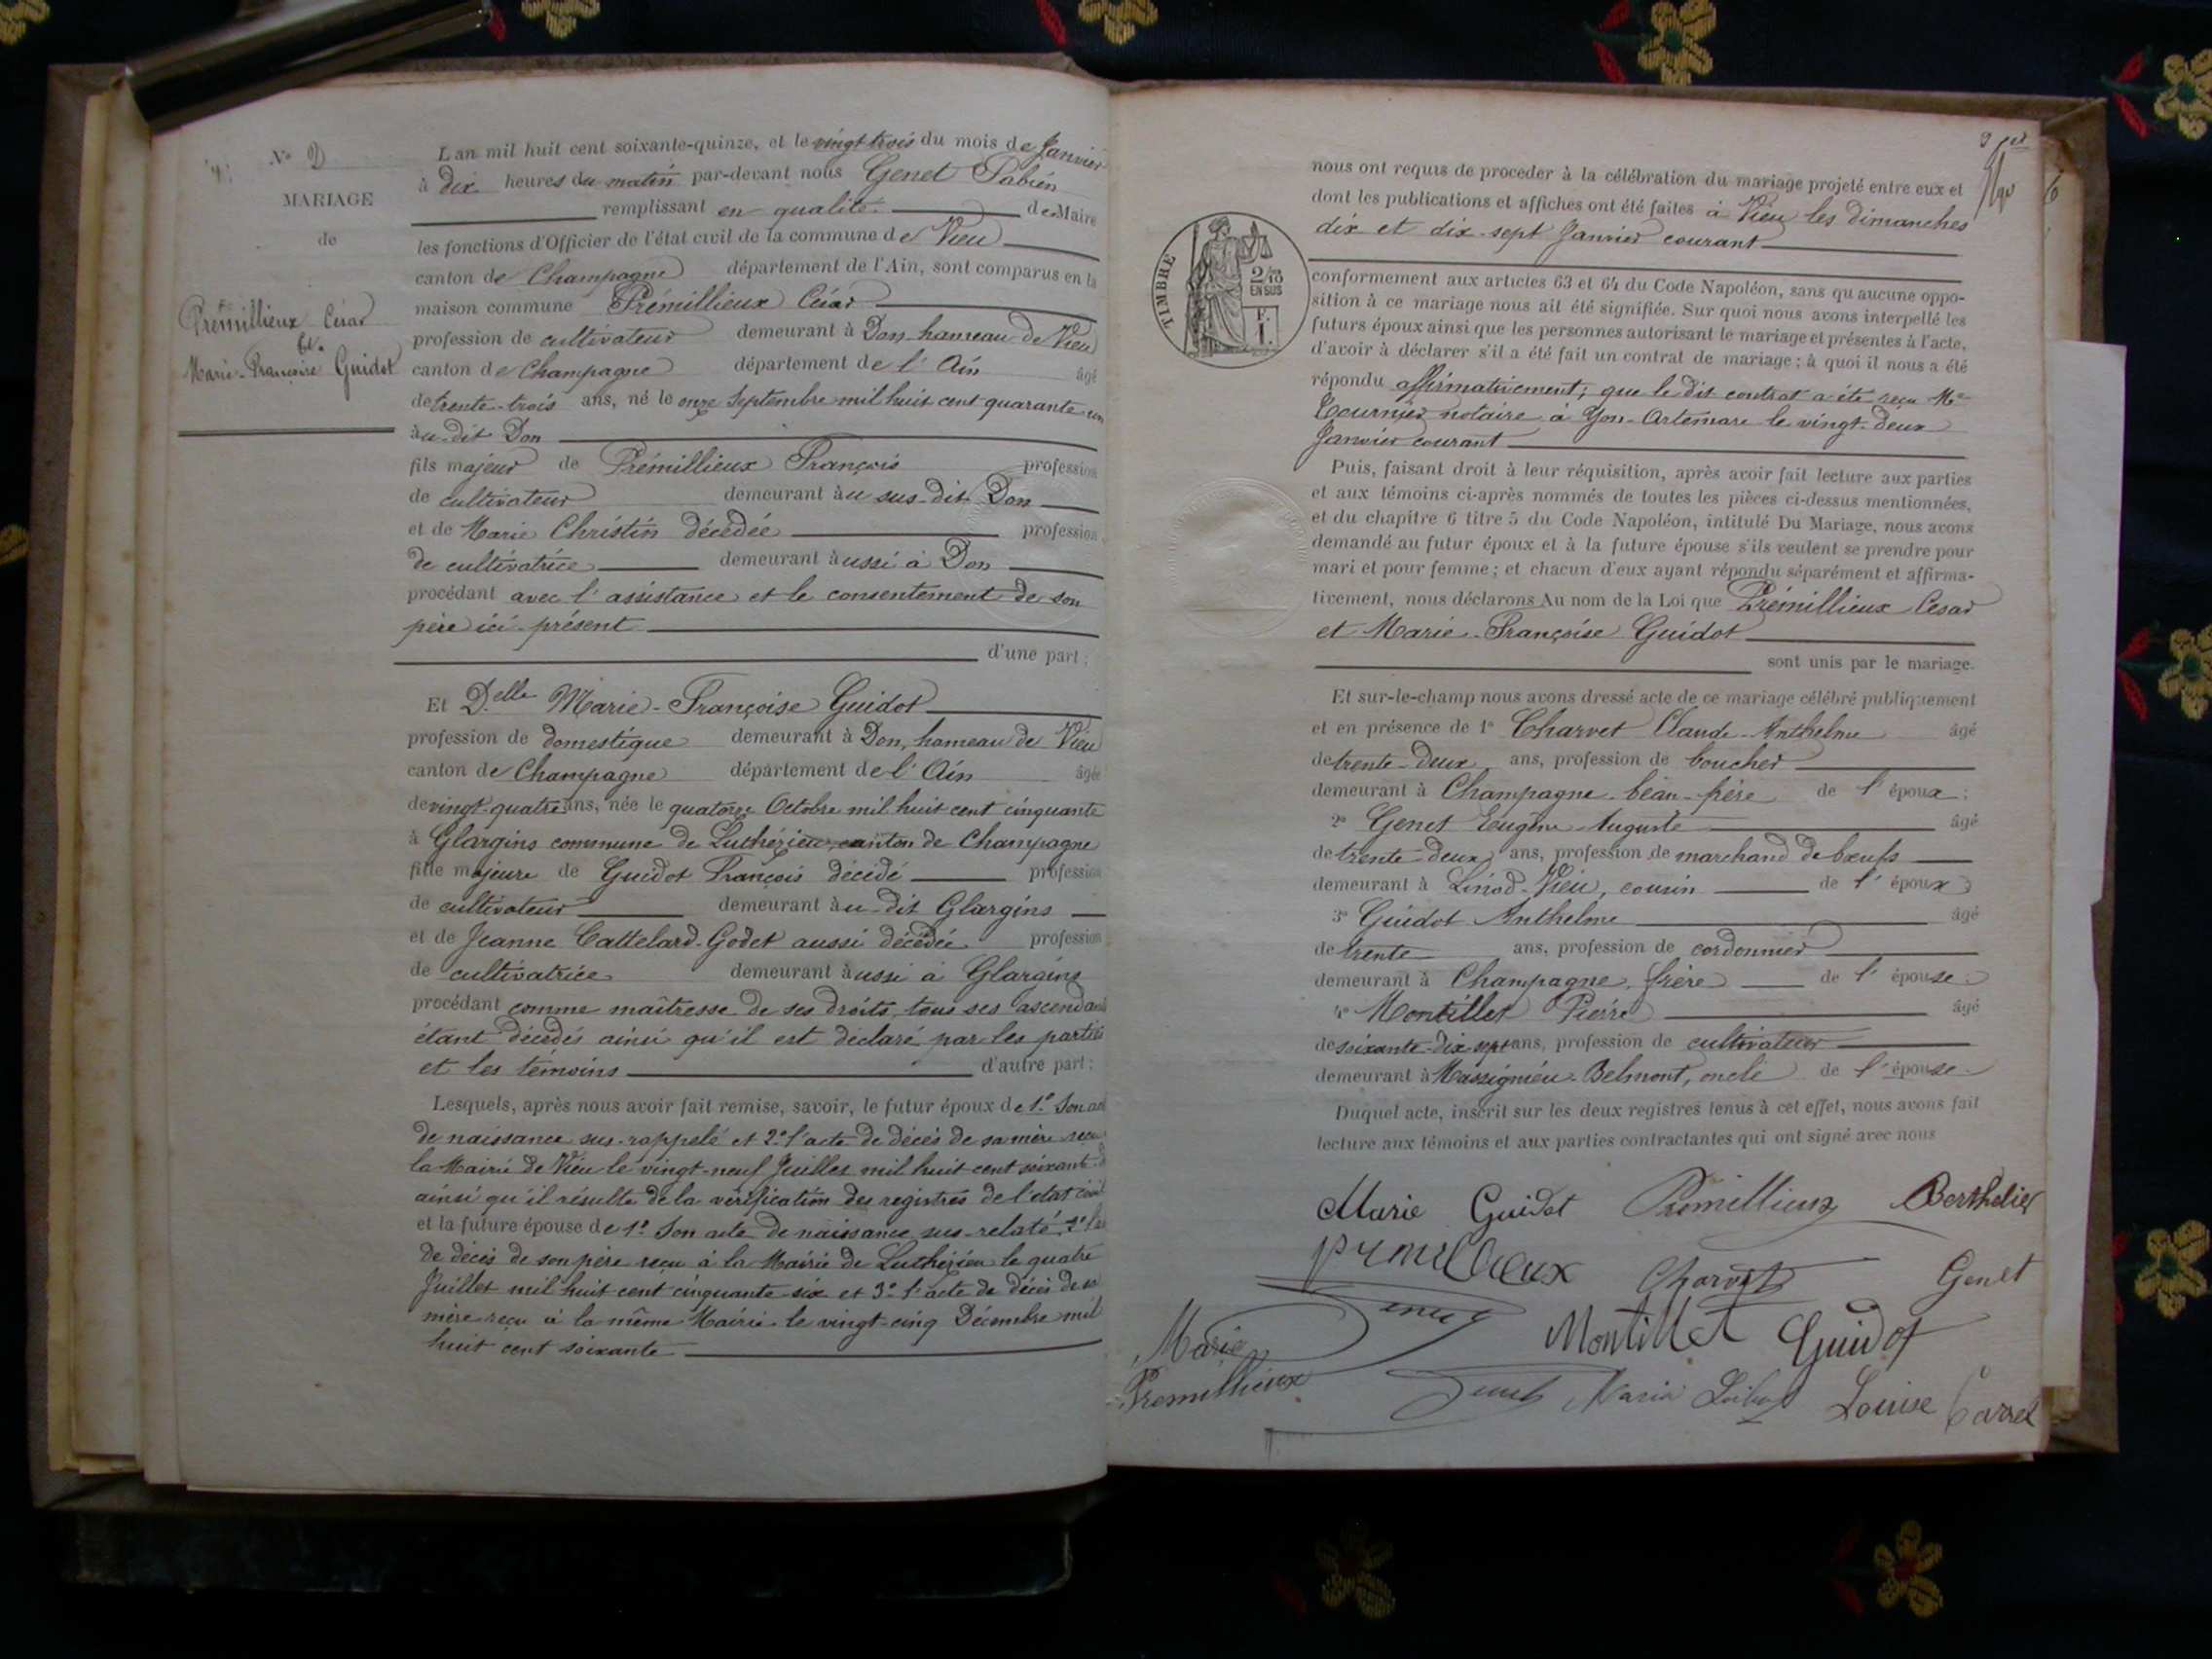 N° 2
MARIAGE
de
Prémillieux César
et
Marie-Françoise Guidot
L'an mil huit cent soixante-quinze, et le vingt trois du mois de Janvier
à dix heures du matin par-devant nous Genet Fabien
remplissant en qualité de Maire
les fonctions d'Officier de l'état civil de la commune de Vieu
canton de Champagne département de l'Ain, sont comparus en la
maison commune Prémillieux César
profession de cultivateur demeurant à Don hameau de Vieu
canton de Champagne département de l'Ain âgé
de trente-trois ans, né le onze Septembre mil huit cent quarante un
àu-dit Don
fils majeur de Prémillieux François profession
de cultivateur demeurant àu sus-dit Don
et de Marie Christin décédée profession
de cultivatrice demeurant àussi à Don
procédant avec l'assistance et le consentement de son
père ici-présent
d'une part;
Et Delle Marie-Françoise Guidot
profession de domestique demeurant à Don, hameau de Vieu
canton de Champagne département de l'Ain âgée
de vingt-quatre ans, née le quatorze Octobre mil huit cent cinquante
à Glargins commune de Luthézieu, canton de Champagne
fille majeure de Guidot François décédé profession
de cultivateur demeurant àu-dit Glargins
et de Jeanne Cattelard-Godet aussi décédée profession
de cultivatrice demeurant àussi à Glargins
procédant comme maîtresse de ses droits, tous ses ascendants
étant décédés ainsi qu'il est déclaré par les parties
et les témoins d'autre part:
Lesquels, après nous avoir fait remise, savoir, le futur époux de 1° Son acte
de naissance sus-rappelé et 2° l'acte de décès de sa mère reçu
la Mairie de Vieu le vingt-neuf Juillet mil huit cent soixante
ainsi qu'il résulte de la vérification des registres de l'état civil
et la future épouse de 1° Son acte de naissance sus-relaté, 2° l'acte
de décès de son père reçu à la Mairie de Luthézieu le quatre
Juillet mil huit cent cinquante-six et 3° l'acte de décès de sa
mère reçu à la même Mairie le vingt-cinq Décembre mil
huit cent soixante
6
nous ont requis de proceder à la célébration du mariage projeté entre eux et
dont les publications et affiches ont été faites à Vieu les dimanches
dix et dix-sept Janvier courant
TIMBRE
2/10
EN SUS
F.
1.
conformement aux articles 63 et 64 du Code Napoléon, sans qu'aucune oppo-
sition à ce mariage nous ait été signifiée. Sur quoi nous avons interpellé les
futurs époux ainsi que les personnes autorisant le mariage et présentes à l'acte,
d'avoir à déclarer s'il a été fait un contrat de mariage; à quoi il nous a été
répondu affirmativement; que le dit contrat a été reçu Me
Tournier notaire à Yon-Artemare le vingt-deux
Janvier courant
Puis, faisant droit à leur réquisition, après avoir fait lecture aux parties
et aux témoins ci-après nommés de toutes les pièces ci-dessus mentionnées,
et du chapitre 6 titre 5 du Code Napoléon, intitulé Du Mariage, nous avons
demandé au futur époux et à la future épouse s'ils veulent se prendre pour
mari et pour femme; et chacun d'eux ayant répondu séparément et affirma-
tivement, nous déclarons Au nom de la Loi que Prémillieux Cesar
et Marie-Françoise Guidot
sont unis par le mariage.
Et sur-le-champ nous avons dressé acte de ce mariage célébré publiquement
et en présence de 1° Charvet Claude-Anthelme âgé
de trente-deux ans, profession de boucher
demeurant à Champagne beau-frère de l'époux;
2° Genet Eugène Auguste âgé
de trente-deux ans, profession de marchand de bœufs
demeurant à Linod-Vieu, cousin de l'époux;
3° Guidot Anthelme âgé
de trente ans, profession de cordonnier
demeurant à Champagne, frère de l'épouse
4° Montillet Pierre âgé
de soixante-dix-sept ans, profession de cultivateur
demeurant à Massignieu-Belmont, oncle de l'épouse
Duquel acte, inscrit sur les deux registres tenus à cet effet, nous avons fait
lecture aux témoins et aux parties contractantes qui ont signé avec nous
Marie Guidot Premillieux Berthelier
premillieux Charvet Genet
Genet Montillet Guidot
Marie
Premillieux
Genet Maria Louise Carrel